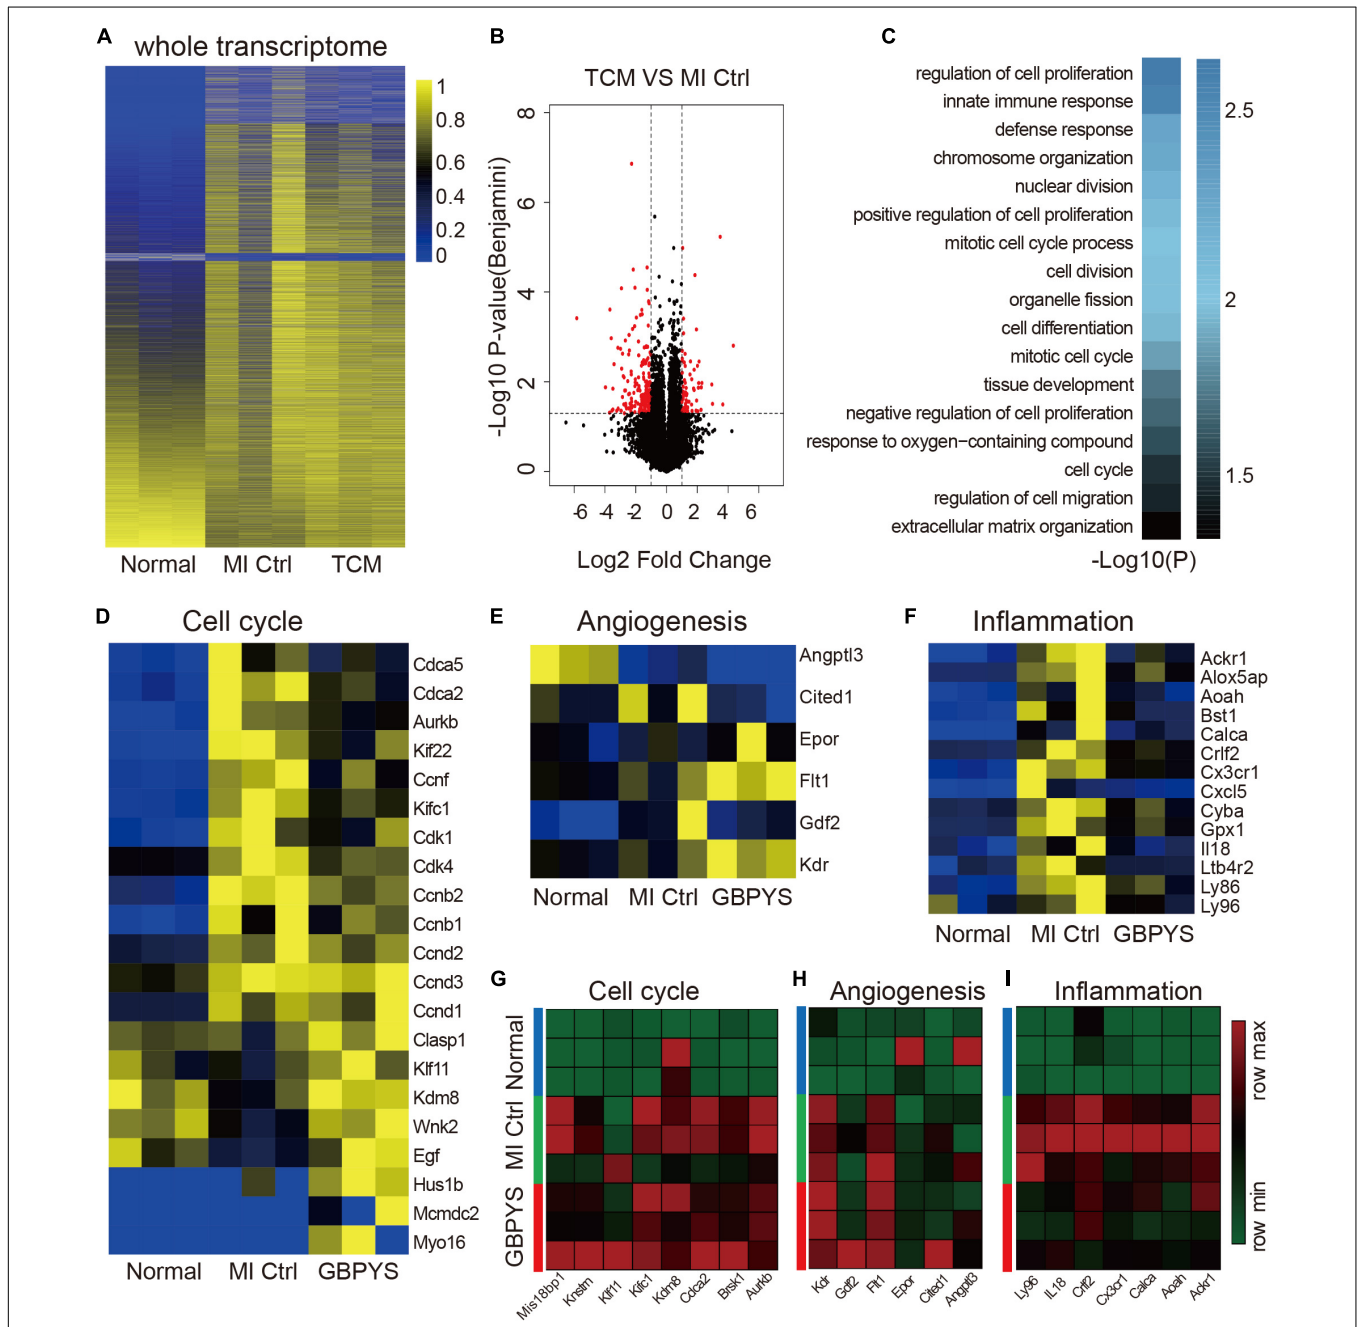 A
whole transcriptome
1
0.8
0.6
0.4
0.2
0
Normal MI Ctrl TCM
B
TCM VS MI Ctrl
-Log10 P-value(Benjamini)
8
6
4
2
0
-6 -4 -2 0 2 4 6
Log2 Fold Change
C
regulation of cell proliferation
innate immune response
defense response
chromosome organization
nuclear division
positive regulation of cell proliferation
mitotic cell cycle process
cell division
organelle fission
cell differentiation
mitotic cell cycle
tissue development
negative regulation of cell proliferation
response to oxygen−containing compound
cell cycle
regulation of cell migration
extracellular matrix organization
2.5
2
1.5
-Log10(P)
D
Cell cycle
Cdca5
Cdca2
Aurkb
Kif22
Ccnf
Kifc1
Cdk1
Cdk4
Ccnb2
Ccnb1
Ccnd2
Ccnd3
Ccnd1
Clasp1
Klf11
Kdm8
Wnk2
Egf
Hus1b
Mcmdc2
Myo16
Normal MI Ctrl GBPYS
E
Angiogenesis
Angptl3
Cited1
Epor
Flt1
Gdf2
Kdr
Normal MI Ctrl GBPYS
F
Inflammation
Ackr1
Alox5ap
Aoah
Bst1
Calca
Crlf2
Cx3cr1
Cxcl5
Cyba
Gpx1
Il18
Ltb4r2
Ly86
Ly96
Normal MI Ctrl GBPYS
G
Cell cycle
Normal
MI Ctrl
GBPYS
Mis18bp1 Knstrn Klf11 Kifc1 Kdm8 Cdca2 Brsk1 Aurkb
H
Angiogenesis
Kdr Gdf2 Flt1 Epor Cited1 Angptl3
I
Inflammation
Ly96 IL18 Crlf2 Cx3cr1 Calca Aoah Ackr1
row max
row min